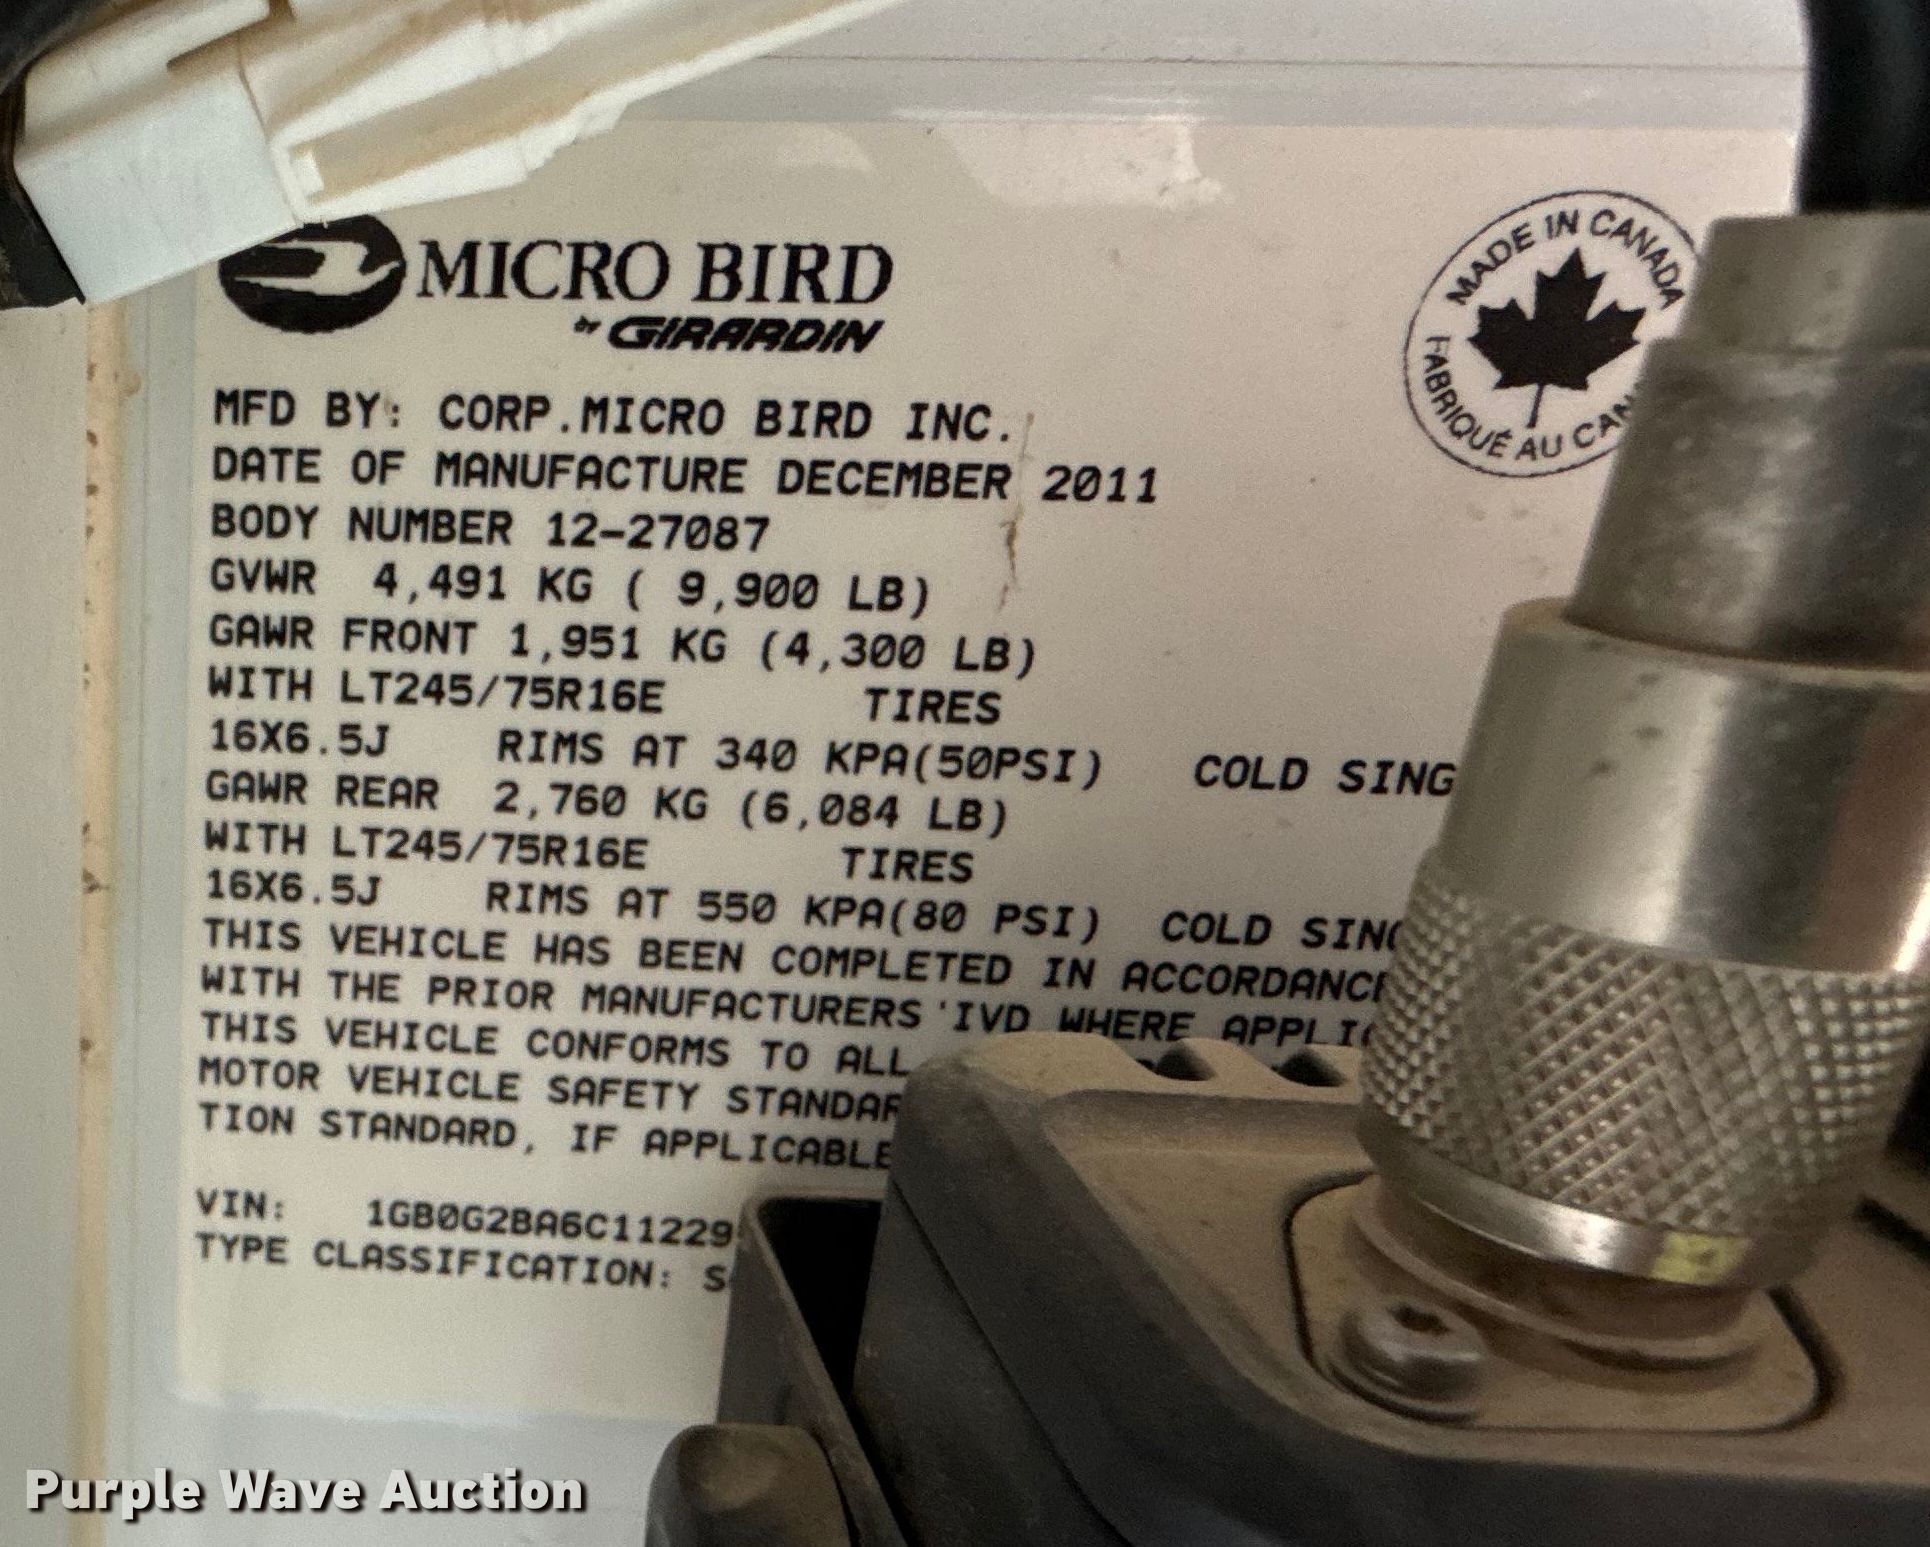 MICRO BIRD
by GIRARDIN
MADE IN CANADA
FABRIQUÉ AU
MFD BY: CORP.MICRO BIRD INC.
DATE OF MANUFACTURE DECEMBER 2011
BODY NUMBER 12-27087
GVWR 4,491 KG ( 9,900 LB)
GAWR FRONT 1,951 KG (4,300 LB)
WITH LT245/75R16E TIRES
16X6.5J RIMS AT 340 KPA(50PSI) COLD SING
GAWR REAR 2,760 KG (6,084 LB)
WITH LT245/75R16E TIRES
16X6.5J RIMS AT 550 KPA(80 PSI) COLD SING
THIS VEHICLE HAS BEEN COMPLETED IN ACCORDANCE
WITH THE PRIOR MANUFACTURERS'IVD WHERE APPLIC
THIS VEHICLE CONFORMS TO ALL
MOTOR VEHICLE SAFETY STANDAR
TION STANDARD, IF APPLICABLE
VIN: 1GB0G2BA6C11229
TYPE CLASSIFICATION: S
Purple Wave Auction